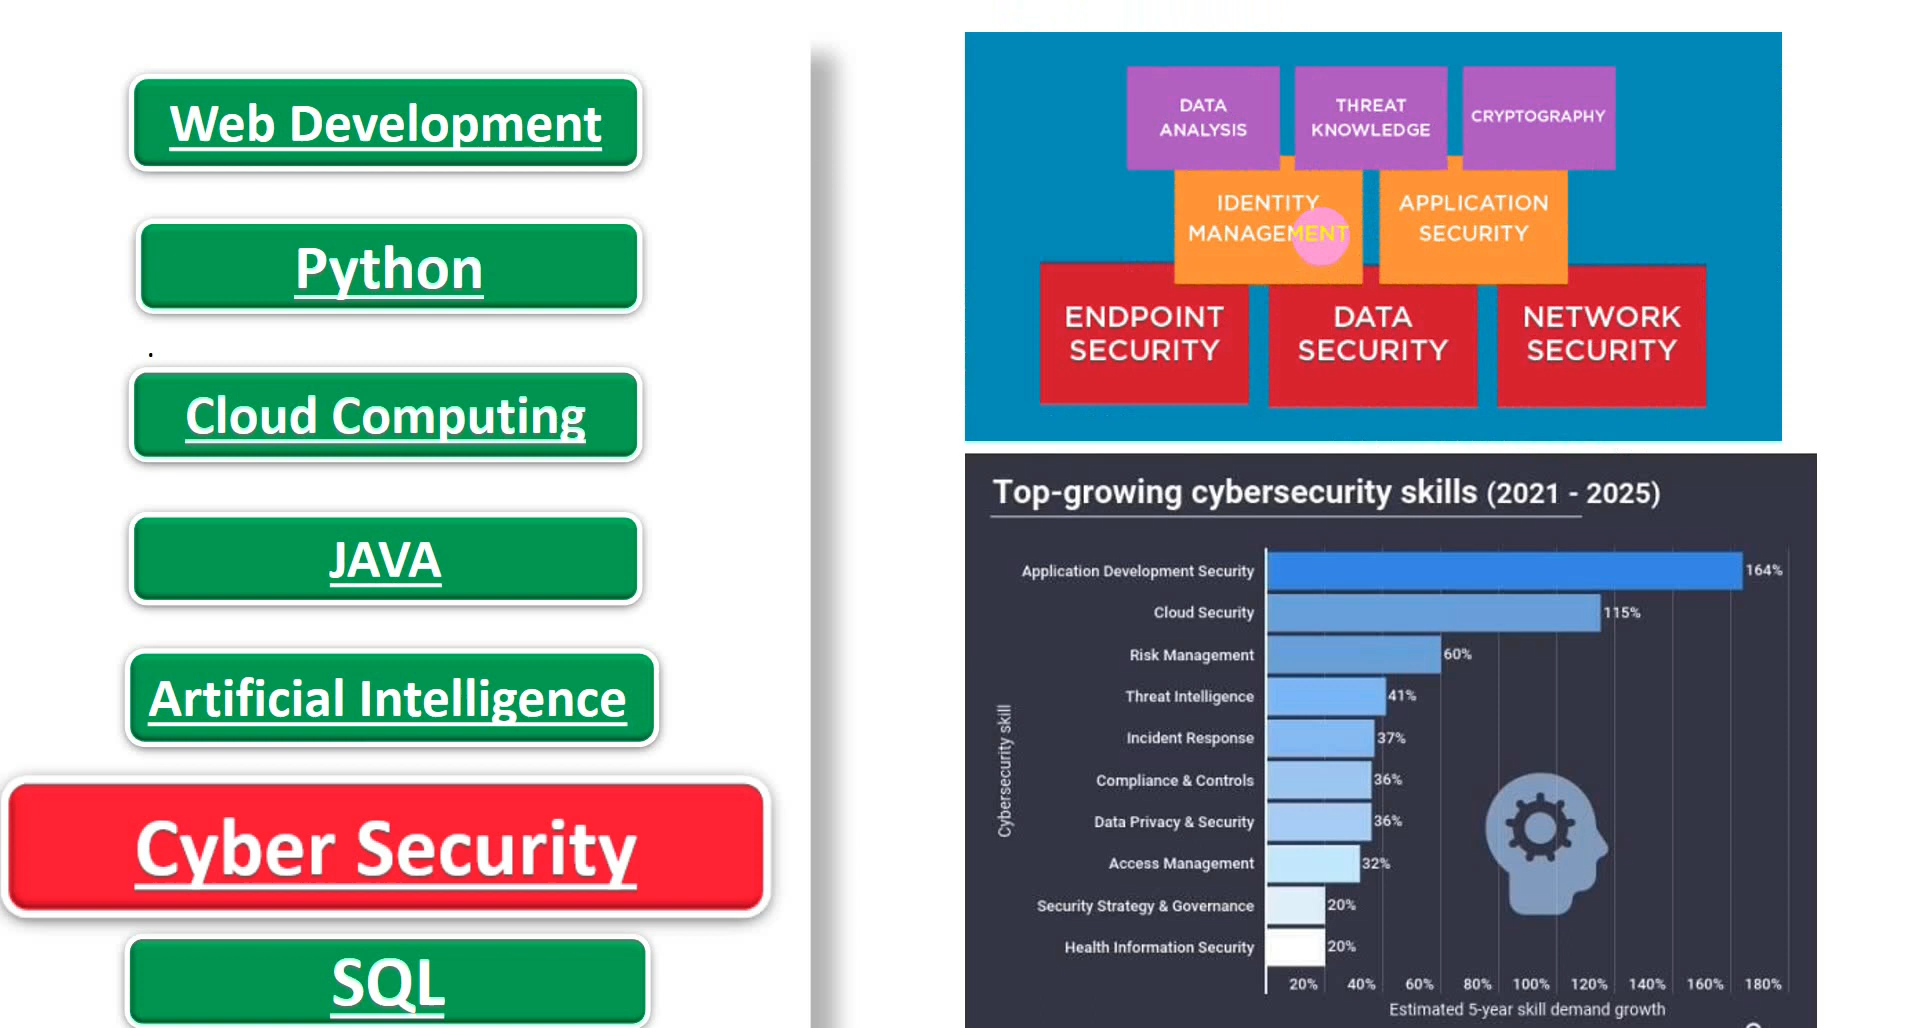 Web Development
Python
.
Cloud Computing
JAVA
Artificial Intelligence
Cyber Security
SQL
DATA
ANALYSIS
THREAT
KNOWLEDGE
CRYPTOGRAPHY
IDENTITY
MANAGEMENT
APPLICATION
SECURITY
ENDPOINT
SECURITY
DATA
SECURITY
NETWORK
SECURITY
Top-growing cybersecurity skills (2021 - 2025)
Cybersecurity skill
Application Development Security 164%
Cloud Security 115%
Risk Management 60%
Threat Intelligence 41%
Incident Response 37%
Compliance & Controls 36%
Data Privacy & Security 36%
Access Management 32%
Security Strategy & Governance 20%
Health Information Security 20%
20% 40% 60% 80% 100% 120% 140% 160% 180%
Estimated 5-year skill demand growth